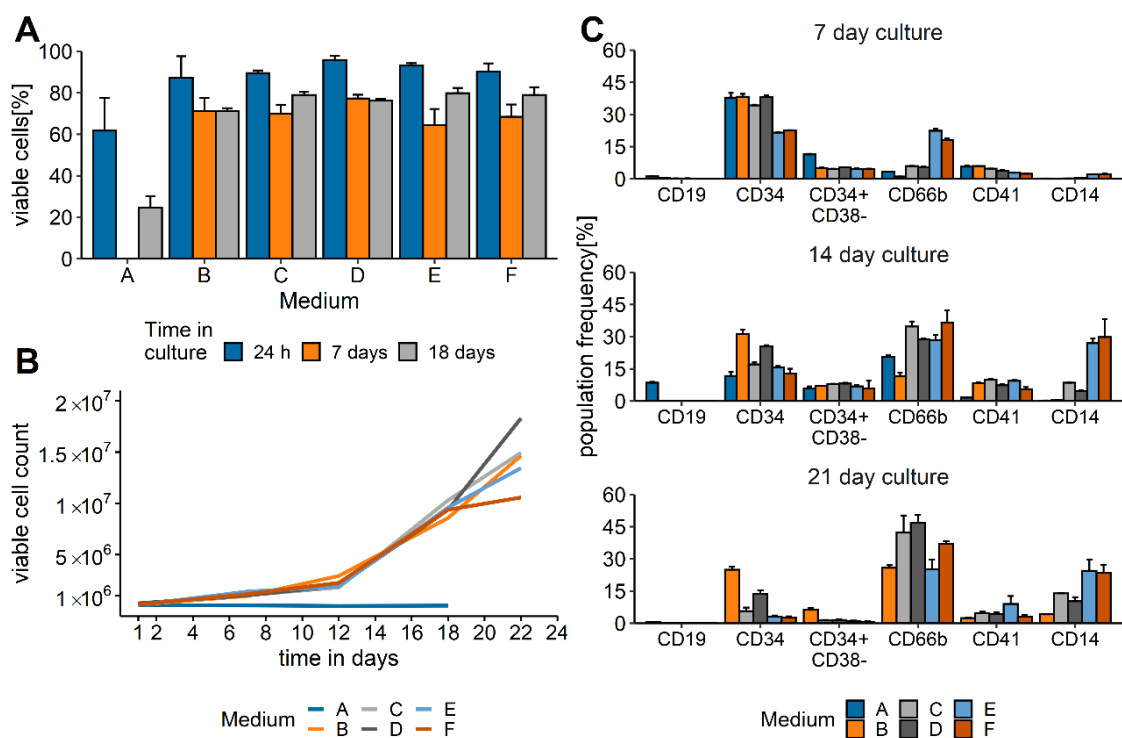 A
viable cells[%]
100
80
60
40
20
0
A B C D E F
Medium
Time in
culture
24 h 7 days 18 days
B
viable cell count
2×10⁷
1.5×10⁷
1×10⁷
5×10⁶
1×10⁶
1 2 4 6 8 10 12 14 16 18 20 22 24
time in days
Medium
A C E
B D F
C
population frequency[%]
7 day culture
60
45
30
15
0
CD19 CD34 CD34+ CD66b CD41 CD14
CD38-
14 day culture
60
45
30
15
0
CD19 CD34 CD34+ CD66b CD41 CD14
CD38-
21 day culture
60
45
30
15
0
CD19 CD34 CD34+ CD66b CD41 CD14
CD38-
Medium
A C E
B D F